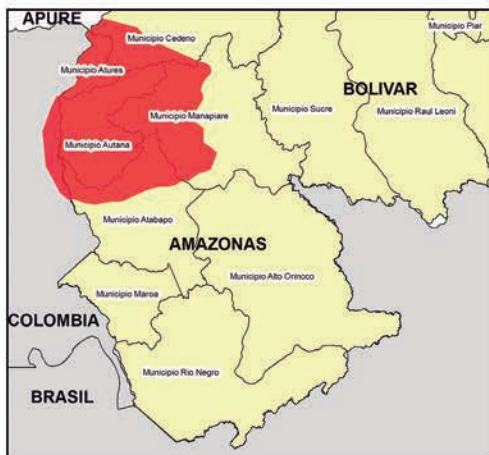 APURE
Municipio Piar
Municipio Cedeno
Municipio Atures
BOLIVAR
Municipio Sucre
Municipio Raul Leoni
Municipio Manapiare
Municipio Autana
Municipio Atabapo
AMAZONAS
Municipio Alto Orinoco
Municipio Maroa
COLOMBIA
Municipio Rio Negro
BRASIL